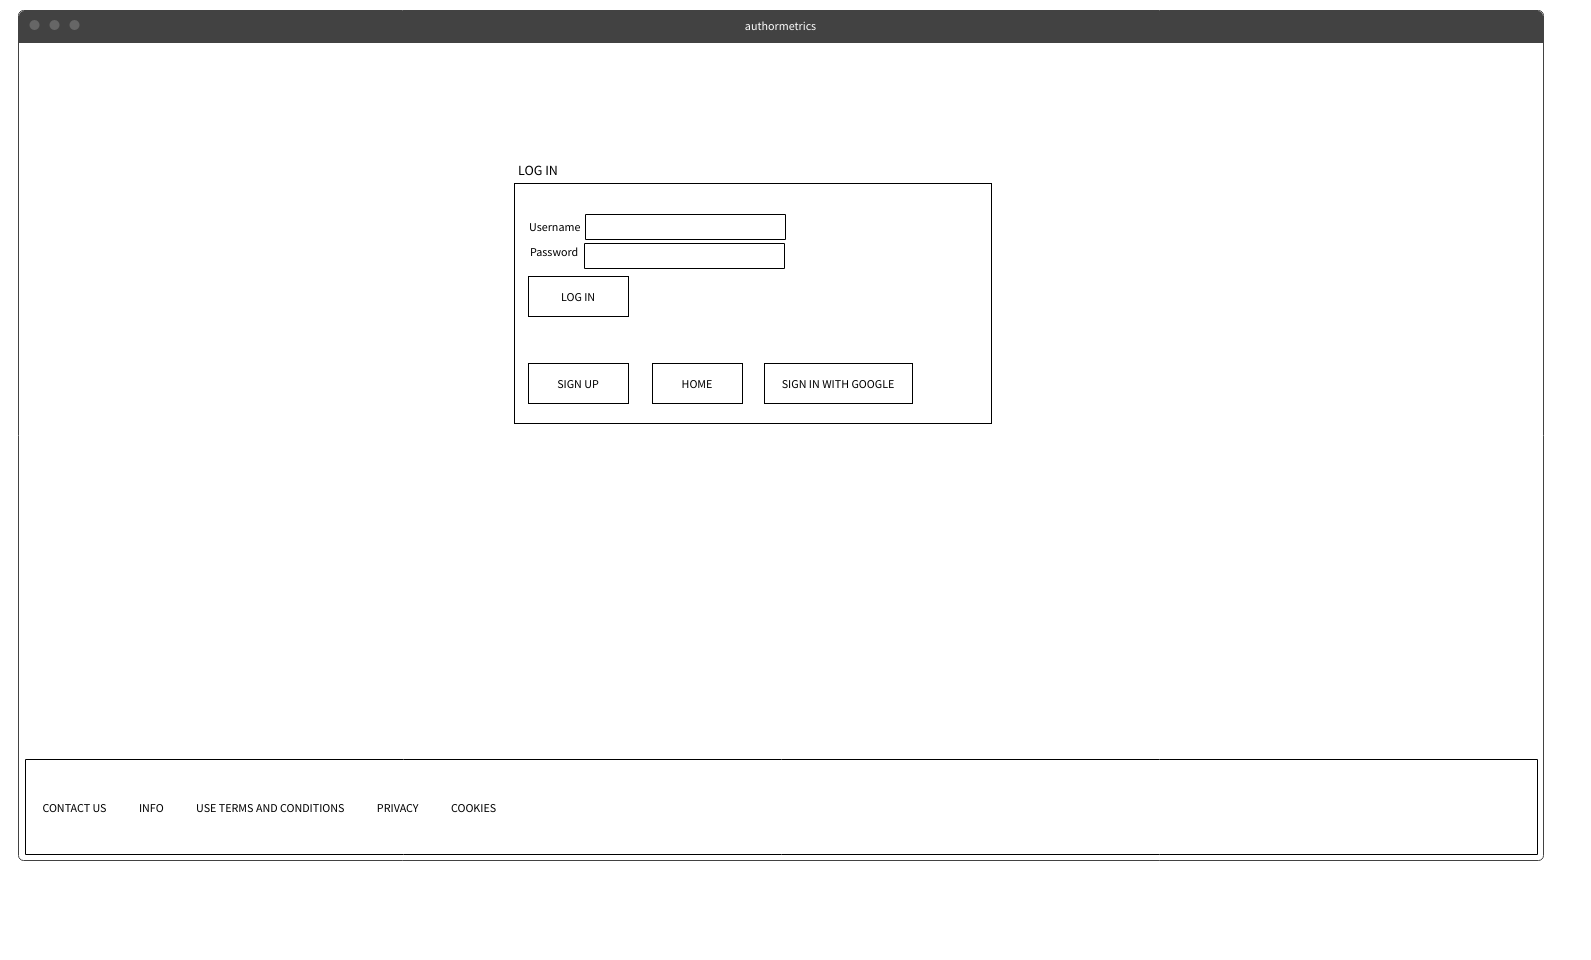 authormetrics
LOG IN
Username
Password
LOG IN
SIGN UP HOME SIGN IN WITH GOOGLE
CONTACT US INFO USE TERMS AND CONDITIONS PRIVACY COOKIES